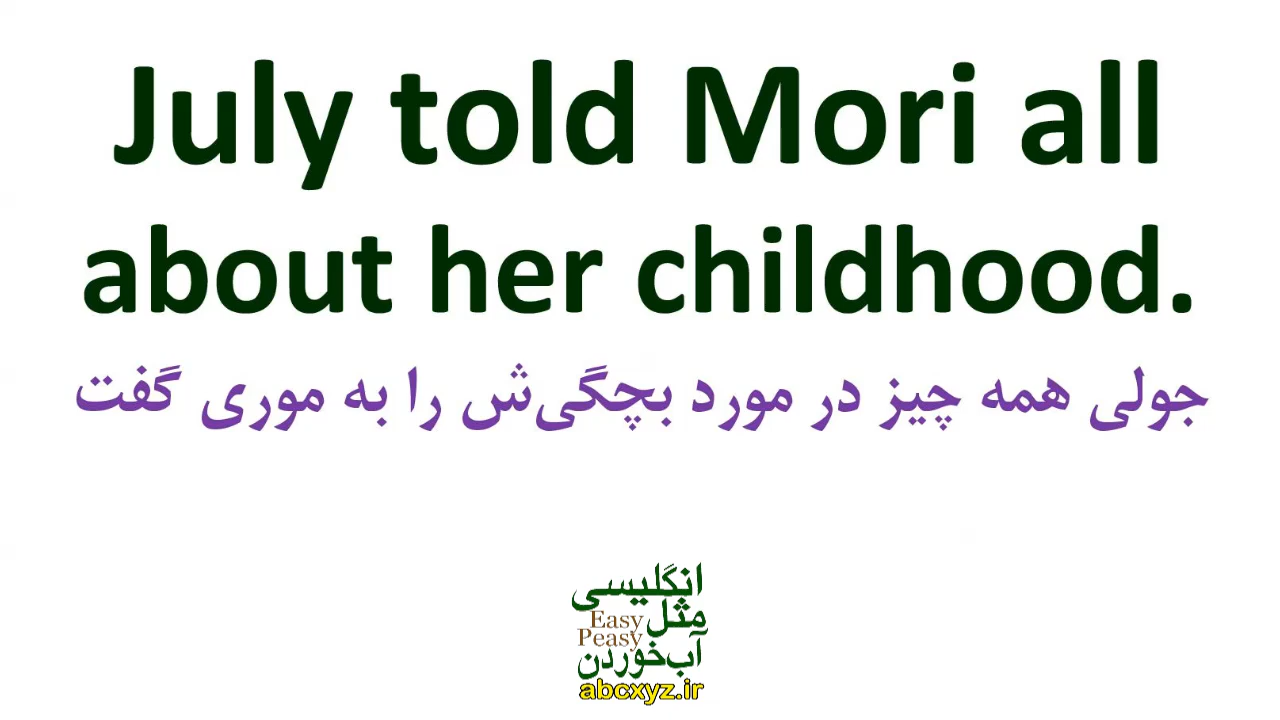 July told Mori all
about her childhood.
جولی همه چیز در مورد بچگی‌ش را به موری گفت
انگلیسی
مثل
Easy
Peasy
آب‌خوردن
abcxyz.ir